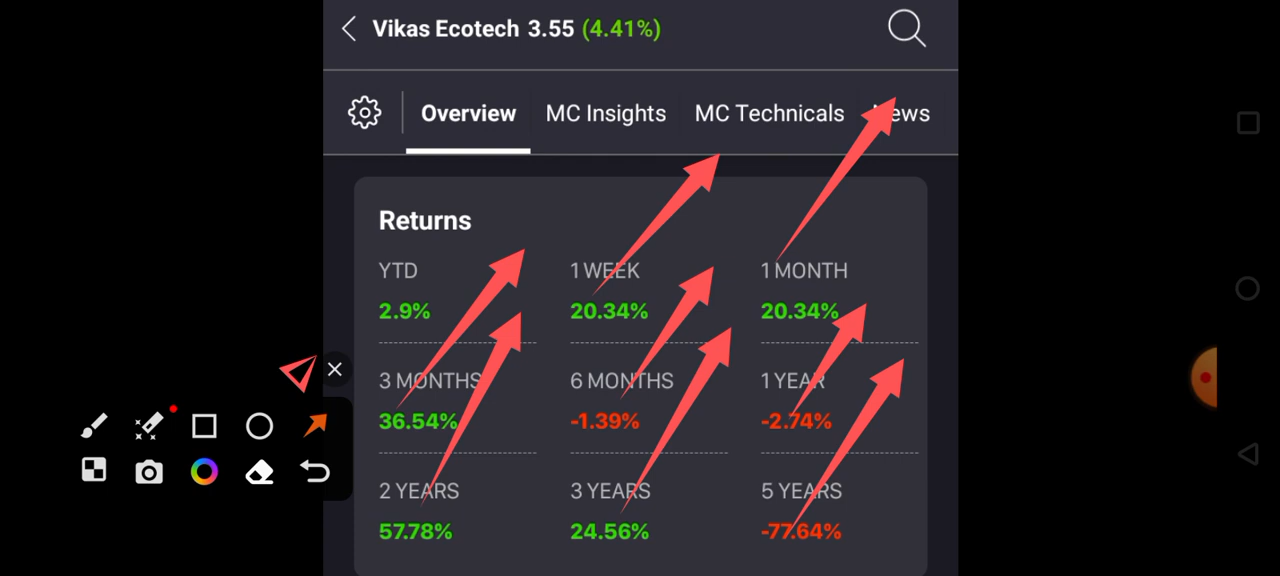 Vikas Ecotech 3.55 (4.41%)
Overview MC Insights MC Technicals News
Returns
YTD 1 WEEK 1 MONTH
2.9% 20.34% 20.34%
3 MONTHS 6 MONTHS 1 YEAR
36.54% -1.39% -2.74%
2 YEARS 3 YEARS 5 YEARS
57.78% 24.56% -77.64%